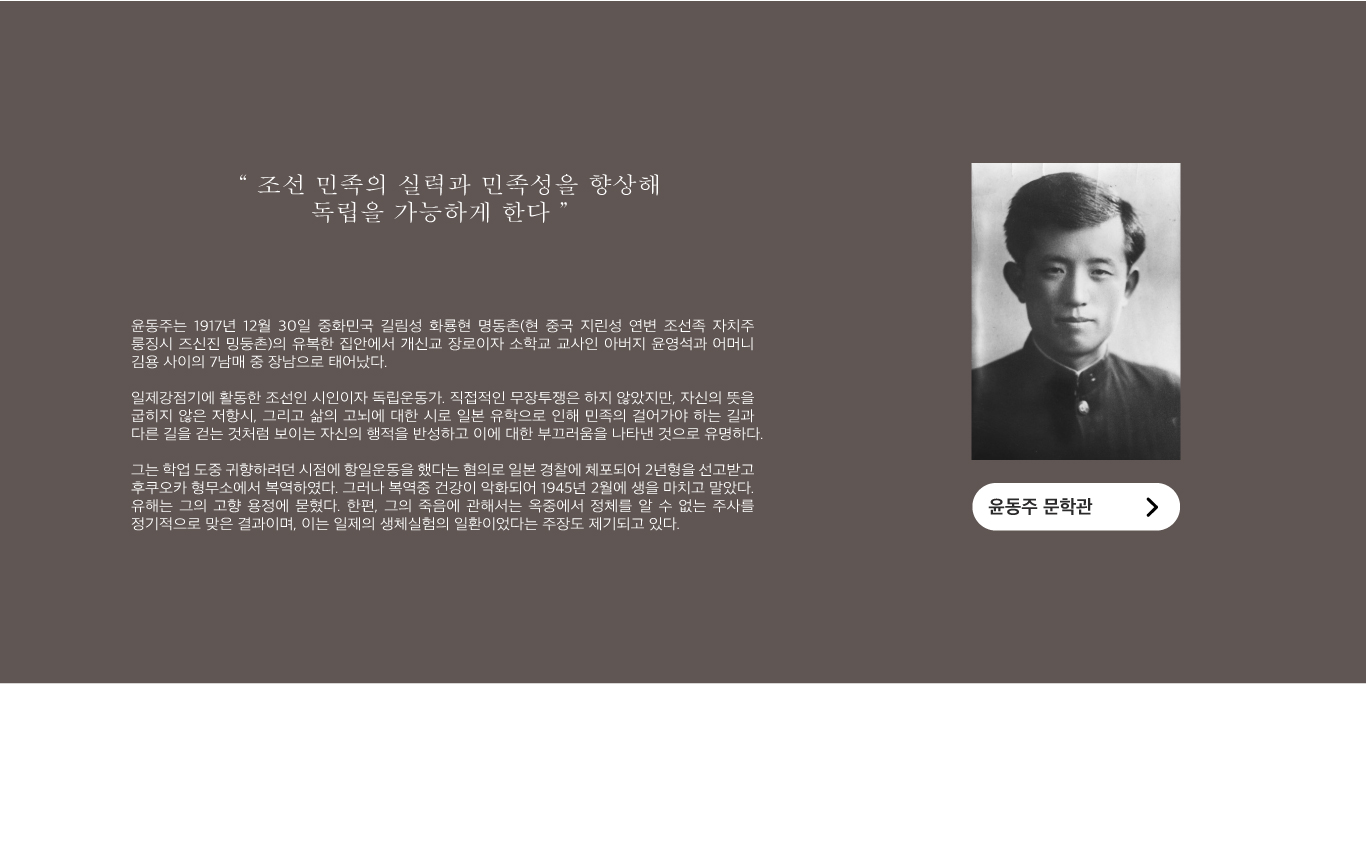 “ 조선 민족의 실력과 민족성을 향상해
독립을 가능하게 한다 ”
윤동주는 1917년 12월 30일 중화민국 길림성 화룡현 명동촌(현 중국 지린성 연변 조선족 자치주
룽징시 즈신진 밍둥촌)의 유복한 집안에서 개신교 장로이자 소학교 교사인 아버지 윤영석과 어머니
김용 사이의 7남매 중 장남으로 태어났다.
일제강점기에 활동한 조선인 시인이자 독립운동가. 직접적인 무장투쟁은 하지 않았지만, 자신의 뜻을
굽히지 않은 저항시, 그리고 삶의 고뇌에 대한 시로 일본 유학으로 인해 민족의 걸어가야 하는 길과
다른 길을 걷는 것처럼 보이는 자신의 행적을 반성하고 이에 대한 부끄러움을 나타낸 것으로 유명하다.
그는 학업 도중 귀향하려던 시점에 항일운동을 했다는 혐의로 일본 경찰에 체포되어 2년형을 선고받고
후쿠오카 형무소에서 복역하였다. 그러나 복역중 건강이 악화되어 1945년 2월에 생을 마치고 말았다.
유해는 그의 고향 용정에 묻혔다. 한편, 그의 죽음에 관해서는 옥중에서 정체를 알 수 없는 주사를
정기적으로 맞은 결과이며, 이는 일제의 생체실험의 일환이었다는 주장도 제기되고 있다.
윤동주 문학관